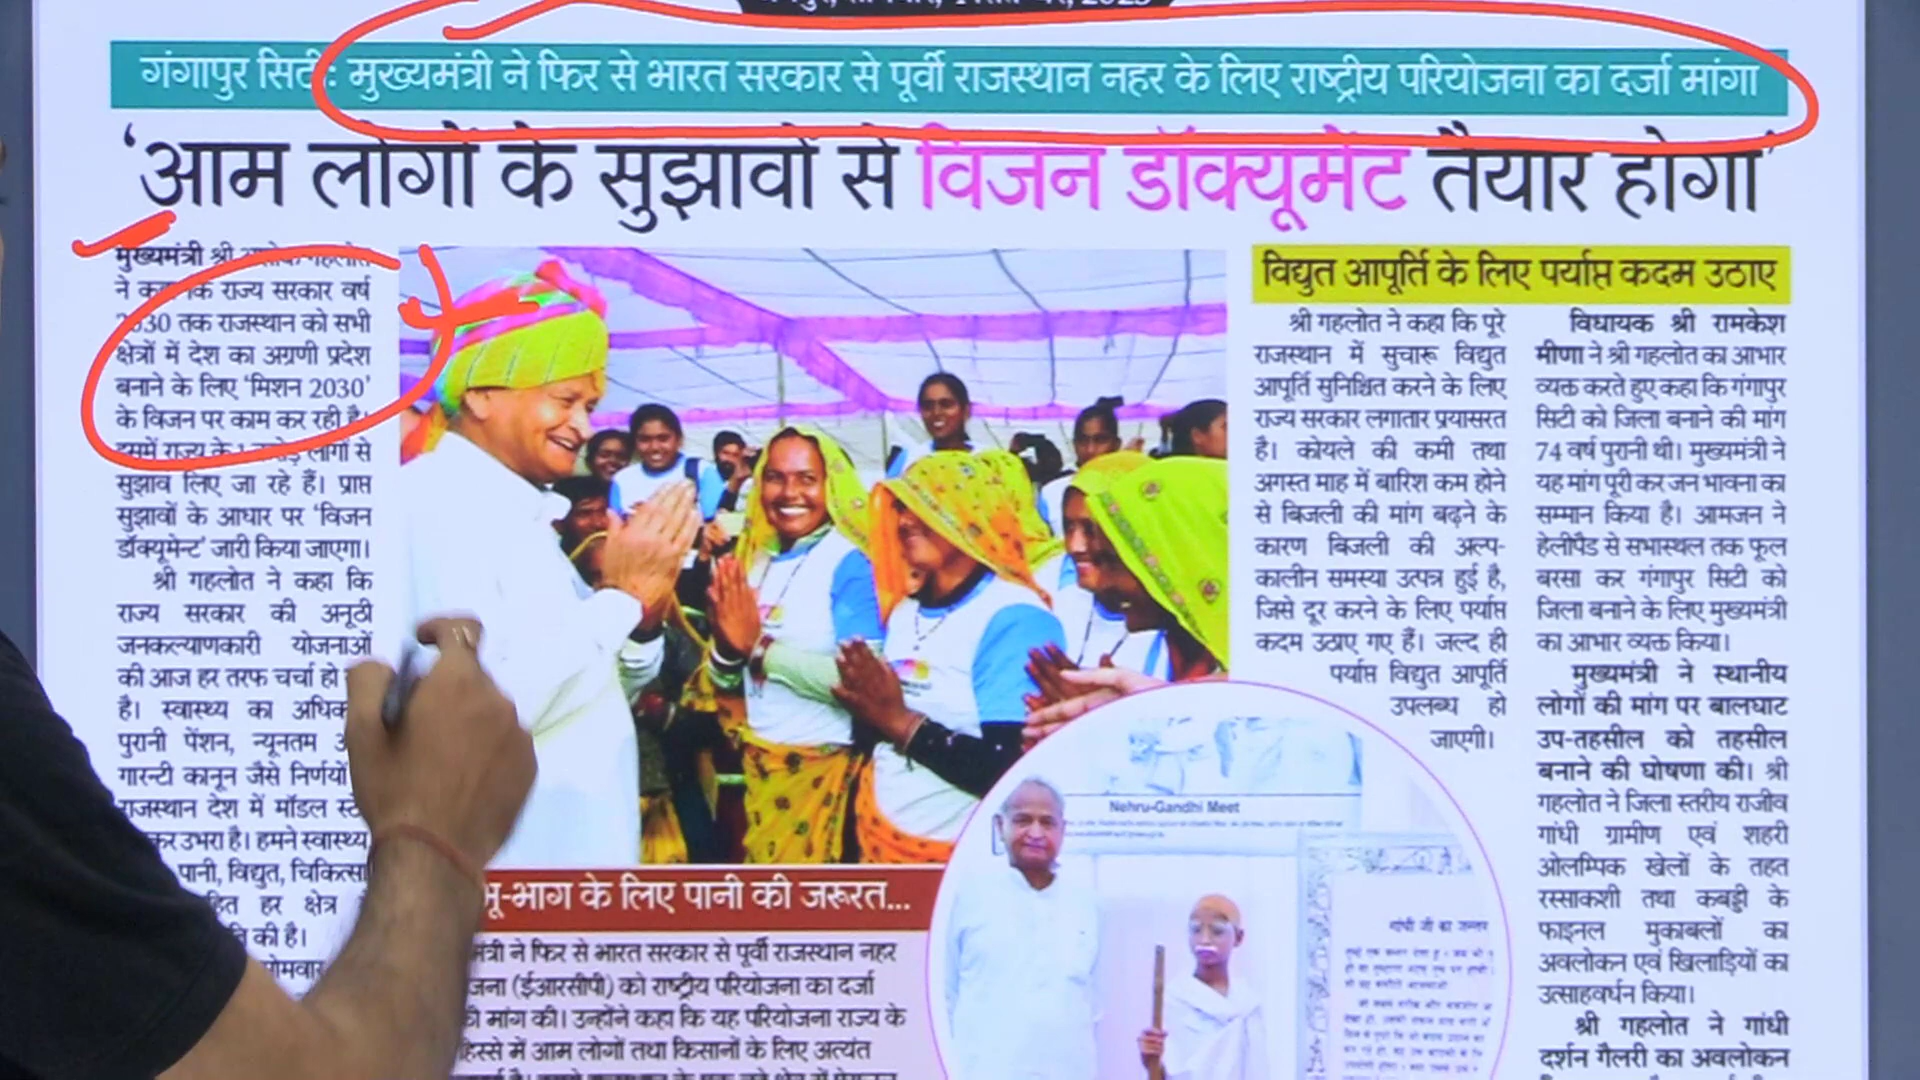 गंगापुर सिटी: मुख्यमंत्री ने फिर से भारत सरकार से पूर्वी राजस्थान नहर के लिए राष्ट्रीय परियोजना का दर्जा मांगा
‘आम लोगों के सुझावों से विजन डॉक्यूमेंट तैयार होगा’
मुख्यमंत्री श्री अशोक गहलोत
ने कहा कि राज्य सरकार वर्ष
2030 तक राजस्थान को सभी
क्षेत्रों में देश का अग्रणी प्रदेश
बनाने के लिए ‘मिशन 2030’
के विजन पर काम कर रही है।
इसमें राज्य के 1 करोड़ लोगों से
सुझाव लिए जा रहे हैं। प्राप्त
सुझावों के आधार पर ‘विजन
डॉक्यूमेन्ट’ जारी किया जाएगा।
श्री गहलोत ने कहा कि
राज्य सरकार की अनूठी
जनकल्याणकारी योजनाओं
की आज हर तरफ चर्चा हो
है। स्वास्थ्य का
पुरानी पेंशन, न्यूनतम
गारन्टी कानून जैसे निर्णयों
राजस्थान देश में मॉडल
कर उभरा है। हमने स्वास्थ्य
पानी, विद्युत, चिकित्सा
हर क्षेत्र
की है।
भू-भाग के लिए पानी की जरूरत...
ने फिर से भारत सरकार से पूर्वी राजस्थान नहर
(ईआरसीपी) को राष्ट्रीय परियोजना का दर्जा
की मांग की। उन्होंने कहा कि यह परियोजना राज्य के
हिस्से में आम लोगों तथा किसानों के लिए अत्यंत
विद्युत आपूर्ति के लिए पर्याप्त कदम उठाए
श्री गहलोत ने कहा कि पूरे
राजस्थान में सुचारू विद्युत
आपूर्ति सुनिश्चित करने के लिए
राज्य सरकार लगातार प्रयासरत
है। कोयले की कमी तथा
अगस्त माह में बारिश कम होने
से बिजली की मांग बढ़ने के
कारण बिजली की अल्प-
कालीन समस्या उत्पन्न हुई है,
जिसे दूर करने के लिए पर्याप्त
कदम उठाए गए हैं। जल्द ही
पर्याप्त विद्युत आपूर्ति
उपलब्ध हो
जाएगी।
विधायक श्री रामकेश
मीणा ने श्री गहलोत का आभार
व्यक्त करते हुए कहा कि गंगापुर
सिटी को जिला बनाने की मांग
74 वर्ष पुरानी थी। मुख्यमंत्री ने
यह मांग पूरी कर जन भावना का
सम्मान किया है। आमजन ने
हेलीपैड से सभास्थल तक फूल
बरसा कर गंगापुर सिटी को
जिला बनाने के लिए मुख्यमंत्री
का आभार व्यक्त किया।
मुख्यमंत्री ने स्थानीय
लोगों की मांग पर बालघाट
उप-तहसील को तहसील
बनाने की घोषणा की। श्री
गहलोत ने जिला स्तरीय राजीव
गांधी ग्रामीण एवं शहरी
ओलम्पिक खेलों के तहत
रस्साकशी तथा कबड्डी के
फाइनल मुकाबलों का
अवलोकन एवं खिलाड़ियों का
उत्साहवर्धन किया।
श्री गहलोत ने गांधी
दर्शन गैलरी का अवलोकन
Nehru-Gandhi Meet
गांधी जी का जन्तर